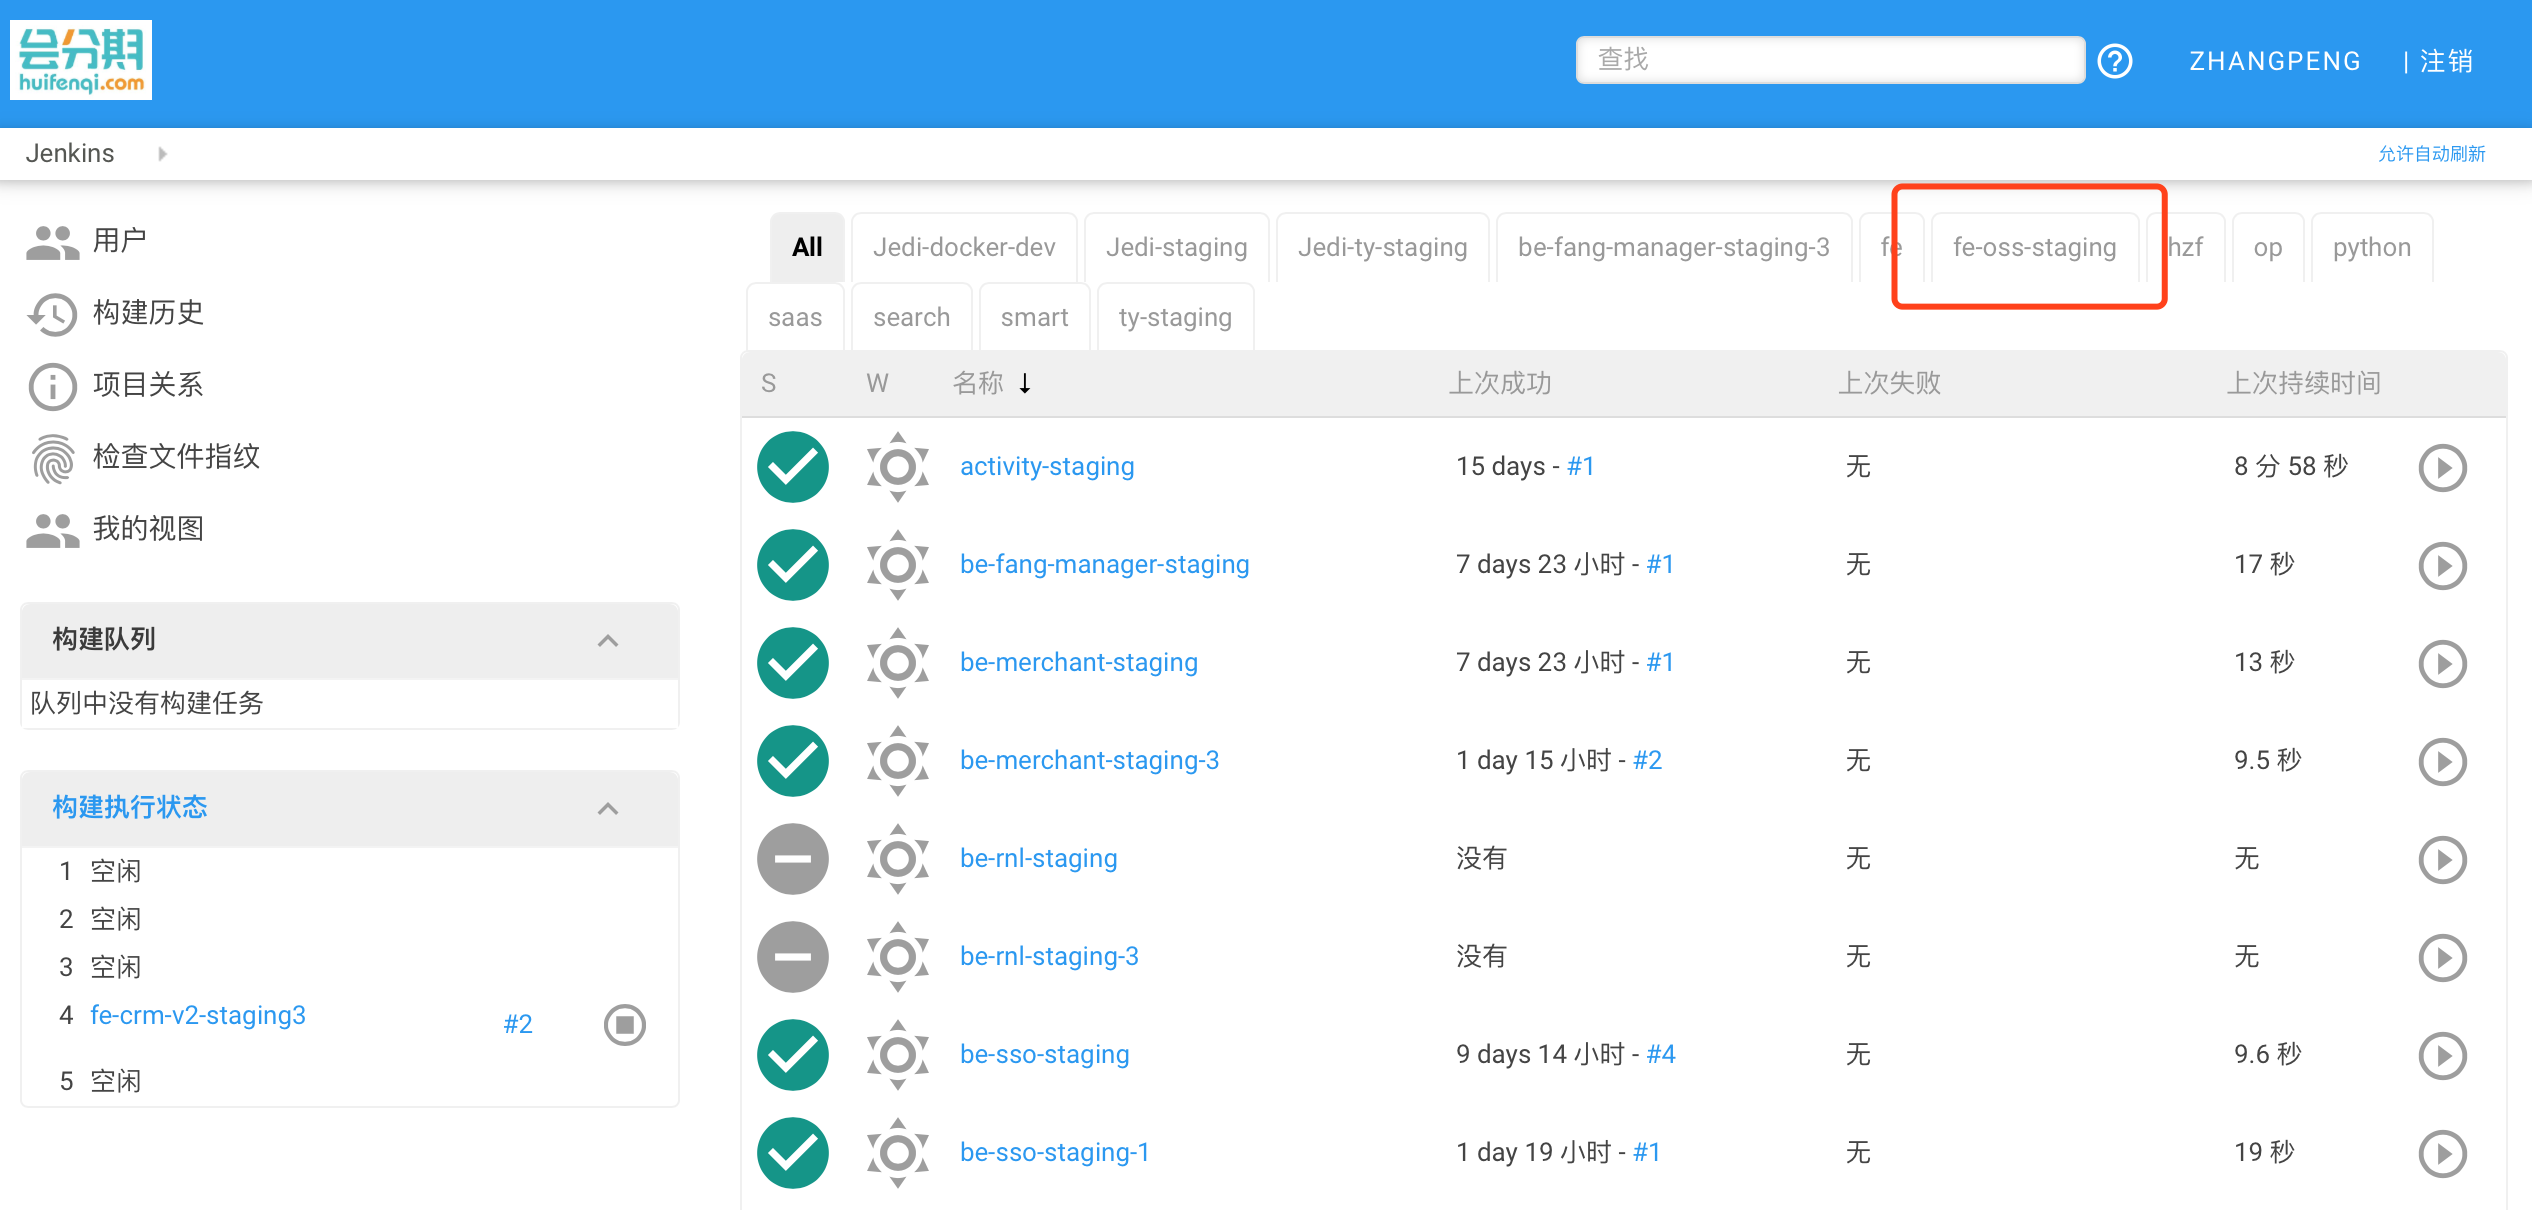 会分期
huifenqi.com
查找
ZHANGPENG | 注销
Jenkins
允许自动刷新
用户
构建历史
项目关系
检查文件指纹
我的视图
构建队列
队列中没有构建任务
构建执行状态
1 空闲
2 空闲
3 空闲
4 fe-crm-v2-staging3 #2
5 空闲
All Jedi-docker-dev Jedi-staging Jedi-ty-staging be-fang-manager-staging-3 fe fe-oss-staging hzf op python
saas search smart ty-staging
S W 名称 ↓ 上次成功 上次失败 上次持续时间
activity-staging 15 days - #1 无 8 分 58 秒
be-fang-manager-staging 7 days 23 小时 - #1 无 17 秒
be-merchant-staging 7 days 23 小时 - #1 无 13 秒
be-merchant-staging-3 1 day 15 小时 - #2 无 9.5 秒
be-rnl-staging 没有 无 无
be-rnl-staging-3 没有 无 无
be-sso-staging 9 days 14 小时 - #4 无 9.6 秒
be-sso-staging-1 1 day 19 小时 - #1 无 19 秒